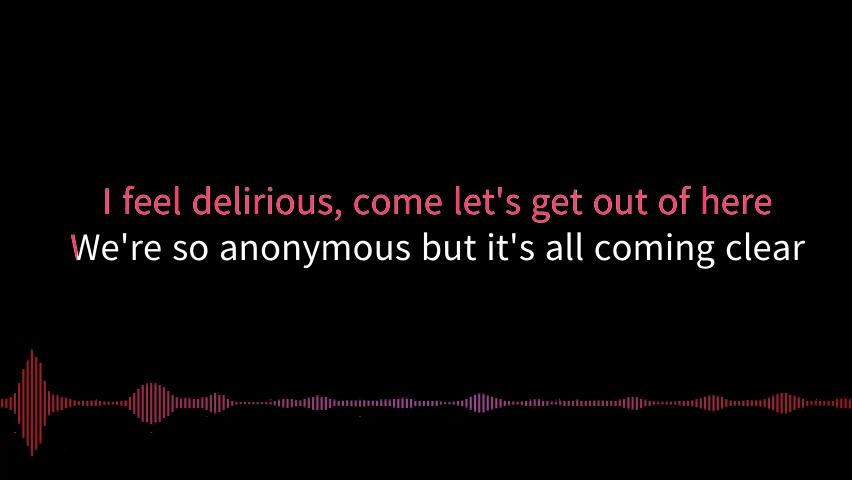 I feel delirious, come let's get out of here
We're so anonymous but it's all coming clear